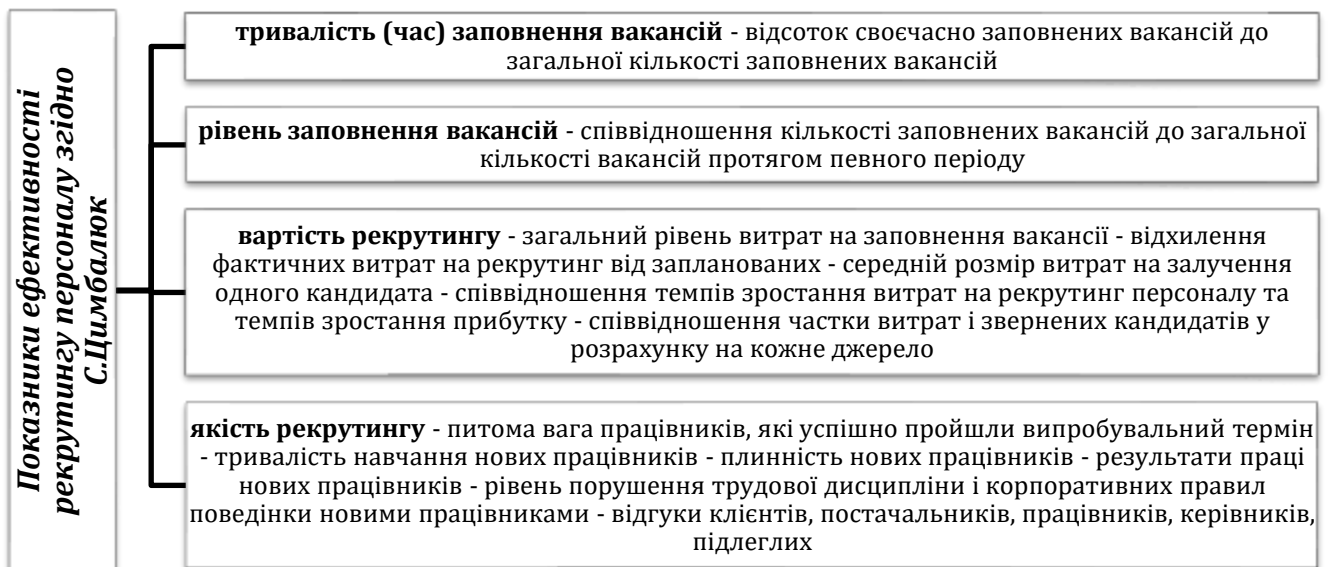 Показники ефективності
рекрутингу персоналу згідно
С.Цимбалюк
тривалість (час) заповнення вакансій - відсоток своєчасно заповнених вакансій до
загальної кількості заповнених вакансій
рівень заповнення вакансій - співвідношення кількості заповнених вакансій до загальної
кількості вакансій протягом певного періоду
вартість рекрутингу - загальний рівень витрат на заповнення вакансії - відхилення
фактичних витрат на рекрутинг від запланованих - середній розмір витрат на залучення
одного кандидата - співвідношення темпів зростання витрат на рекрутинг персоналу та
темпів зростання прибутку - співвідношення частки витрат і звернених кандидатів у
розрахунку на кожне джерело
якість рекрутингу - питома вага працівників, які успішно пройшли випробувальний термін
- тривалість навчання нових працівників - плинність нових працівників - результати праці
нових працівників - рівень порушення трудової дисципліни і корпоративних правил
поведінки новими працівниками - відгуки клієнтів, постачальників, працівників, керівників,
підлеглих